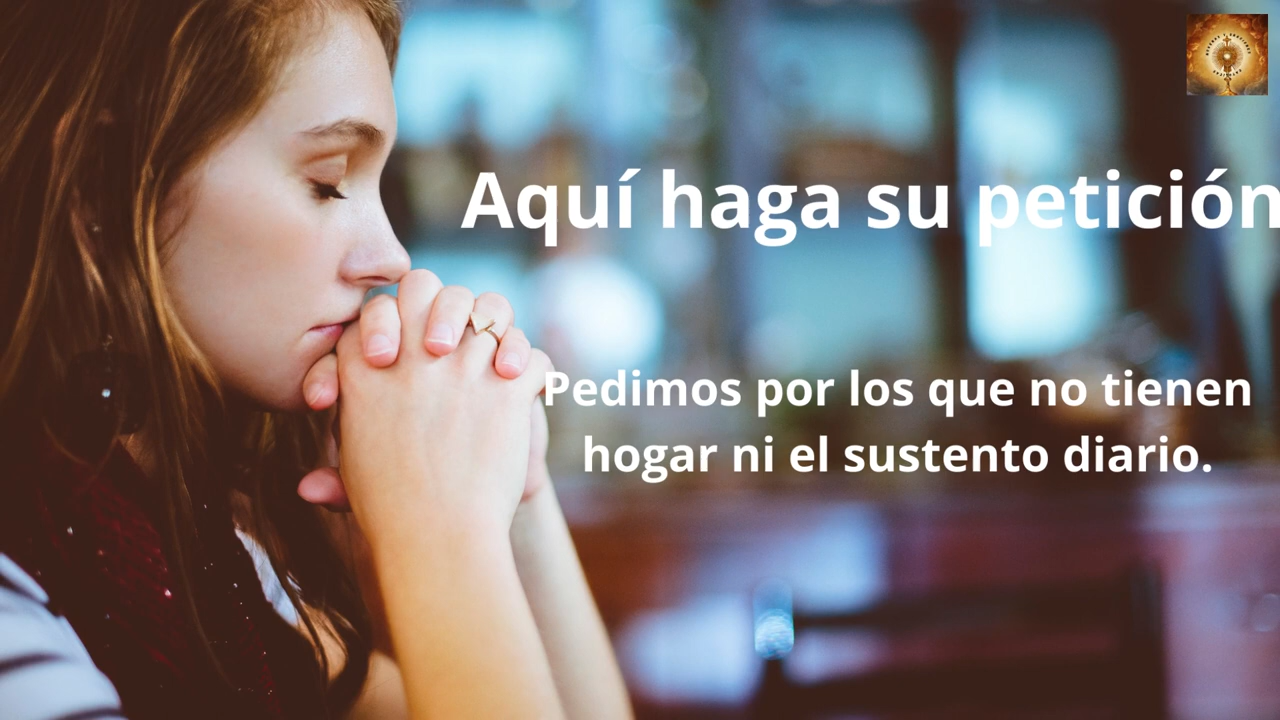 Aquí haga su petición
Pedimos por los que no tienen
hogar ni el sustento diario.